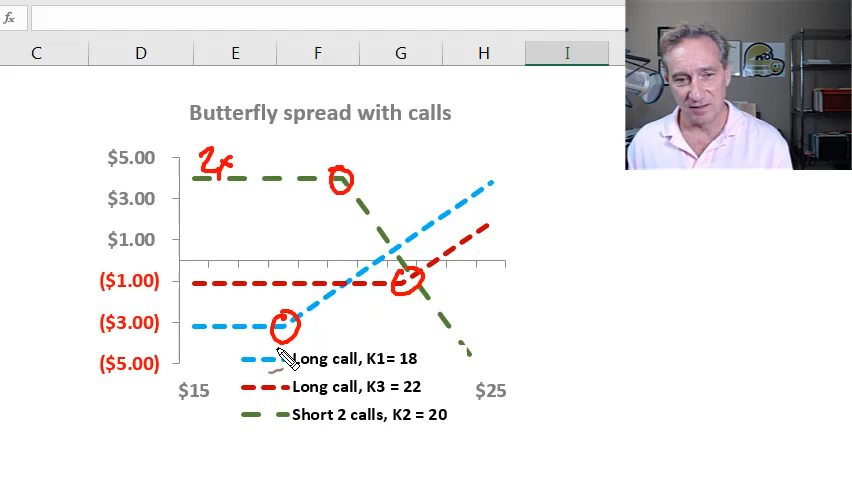 fx
C D E F G H I
Butterfly spread with calls
$5.00
2x
$3.00
$1.00
($1.00)
($3.00)
($5.00)
Long call, K1= 18
$15
Long call, K3 = 22
$25
Short 2 calls, K2 = 20